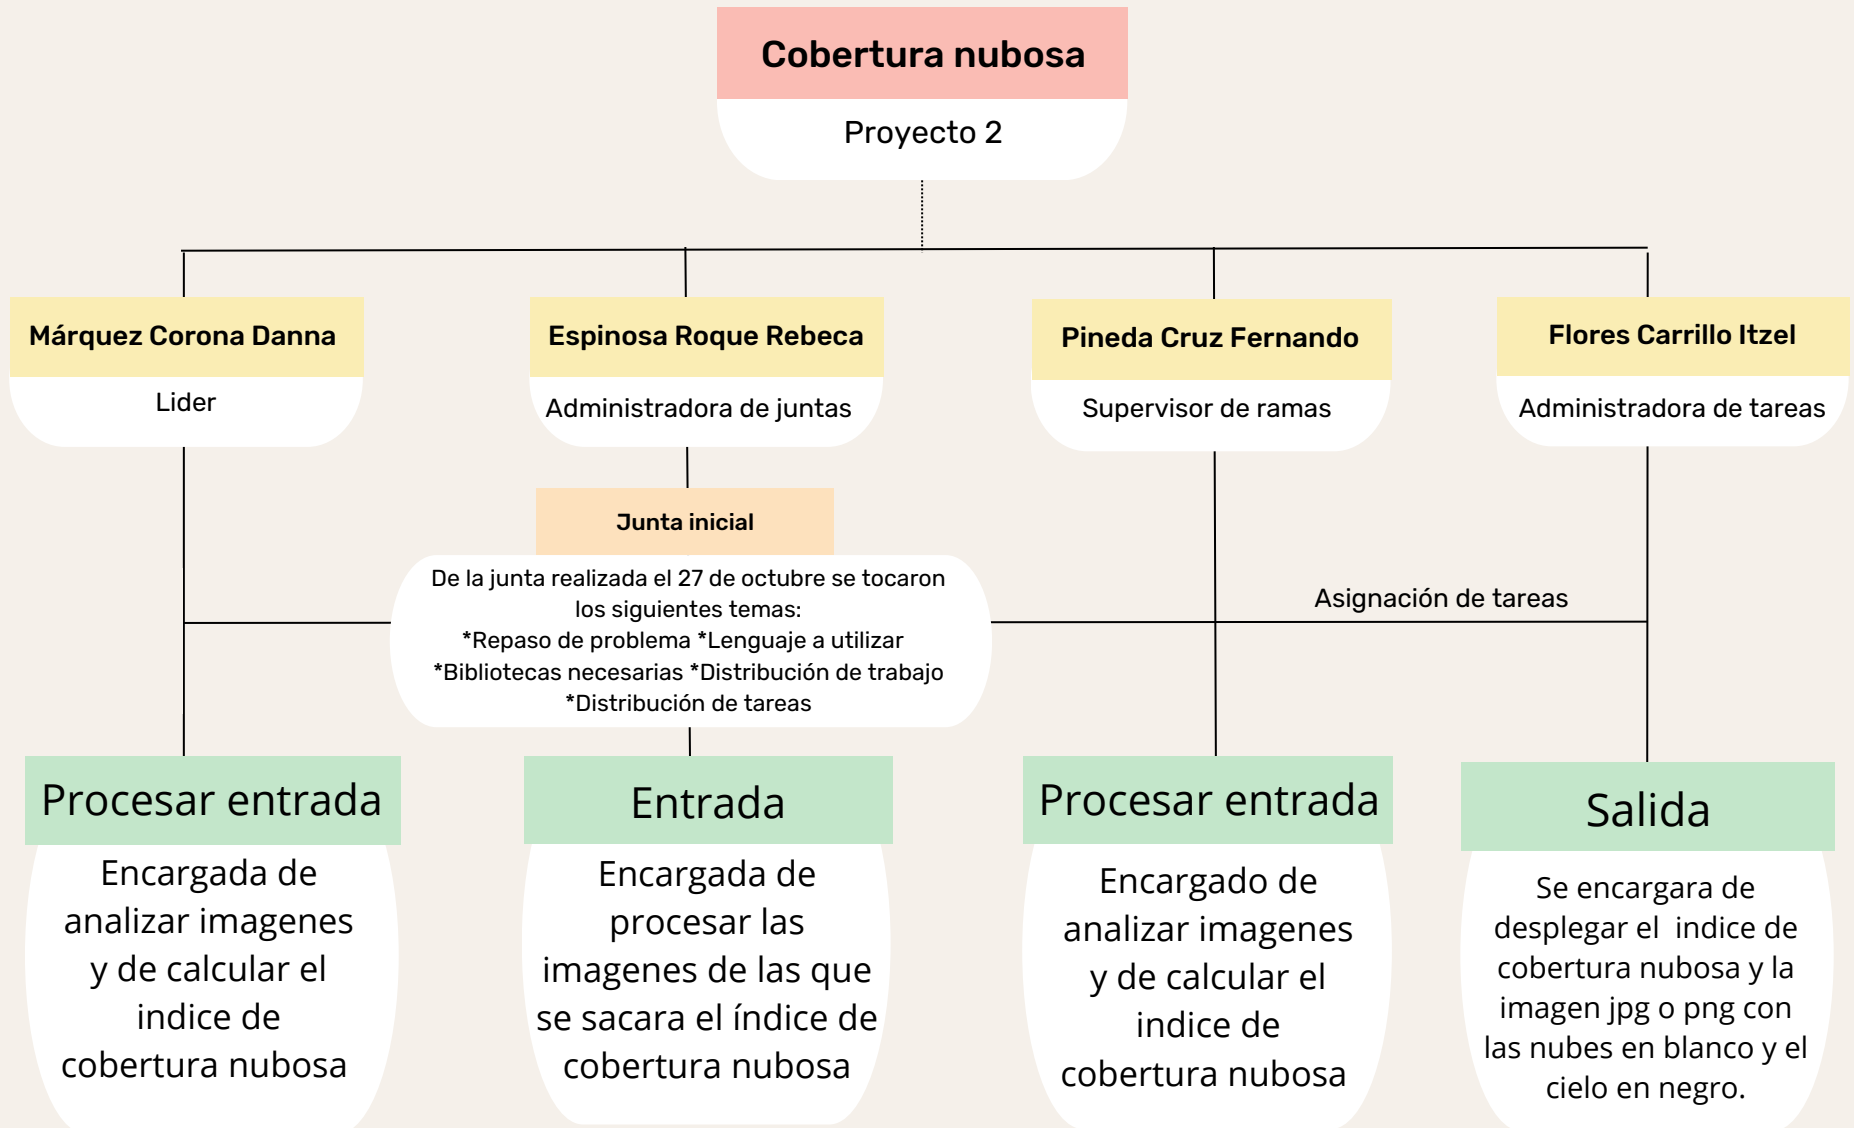 Cobertura nubosa
Proyecto 2
Márquez Corona Danna
Lider
Espinosa Roque Rebeca
Administradora de juntas
Pineda Cruz Fernando
Supervisor de ramas
Flores Carrillo Itzel
Administradora de tareas
Junta inicial
De la junta realizada el 27 de octubre se tocaron
los siguientes temas:
*Repaso de problema *Lenguaje a utilizar
*Bibliotecas necesarias *Distribución de trabajo
*Distribución de tareas
Asignación de tareas
Procesar entrada
Encargada de
analizar imagenes
y de calcular el
indice de
cobertura nubosa
Entrada
Encargada de
procesar las
imagenes de las que
se sacara el índice de
cobertura nubosa
Procesar entrada
Encargado de
analizar imagenes
y de calcular el
indice de
cobertura nubosa
Salida
Se encargara de
desplegar el indice de
cobertura nubosa y la
imagen jpg o png con
las nubes en blanco y el
cielo en negro.